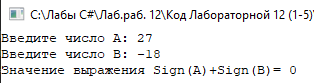 C:\Лабы C#\Лаб.раб. 12\Код Лабораторной 12 (1-5)\
Введите число A: 27
Введите число B: -18
Значение выражения Sign(A)+Sign(B)= 0